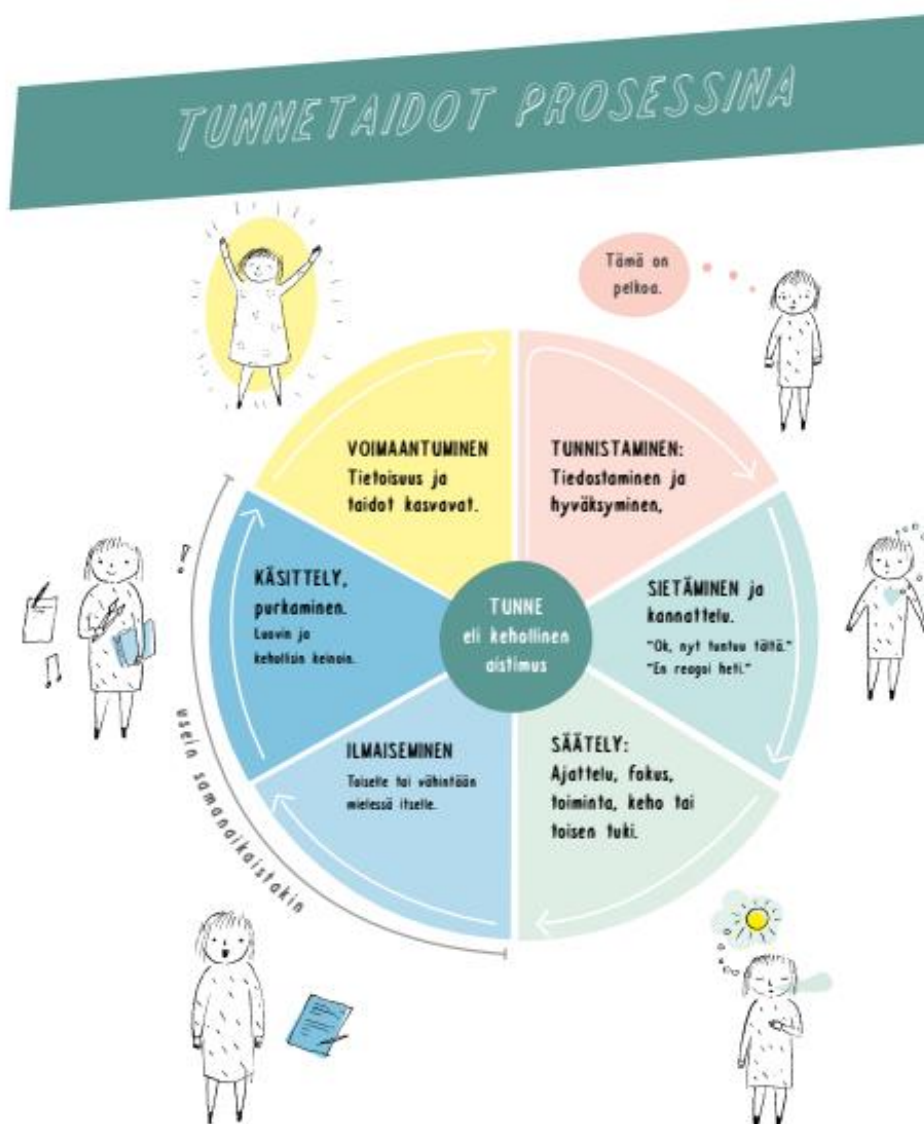 TUNNETAIDOT PROSESSINA
Tämä on
pelkoa.
VOIMAANTUMINEN
Tietoisuus ja
taidot kasvavat.
TUNNISTAMINEN:
Tiedostaminen ja
hyväksyminen,
KÄSITTELY,
purkaminen.
Luovin ja
kehollisin keinoin.
TUNNE
eli kehollinen
aistimus
SIETÄMINEN ja
kannattelu.
"Ok, nyt tuntuu tältä."
"En reagoi heti."
ILMAISEMINEN
Toiselle tai vähintään
mielessä itselle.
SÄÄTELY:
Ajattelu, fokus,
toiminta, keho tai
toisen tuki.
usein samanaikaistakin